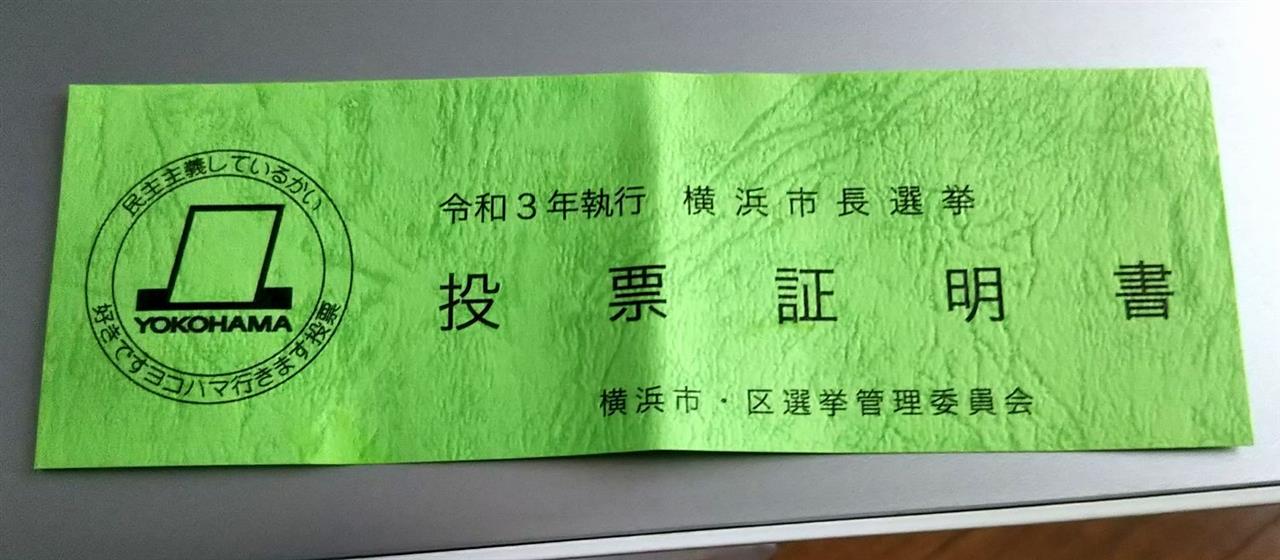 民主主義しているかい
YOKOHAMA
好きですヨコハマ行きます投票
令和3年執行 横浜市長選挙
投票証明書
横浜市・区選挙管理委員会